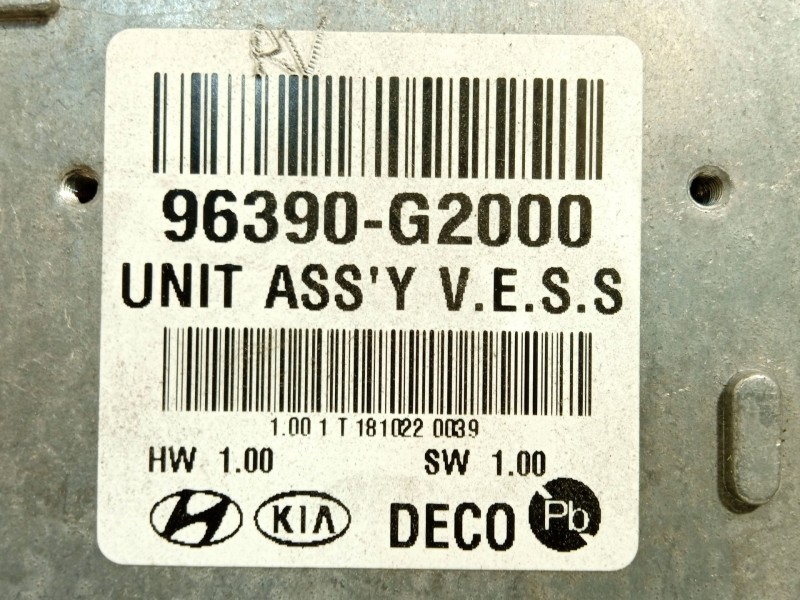 96390-G2000
UNIT ASS'Y V.E.S.S
1.00 1 T 181022 0039
HW 1.00 SW 1.00
KIA DECO Pb